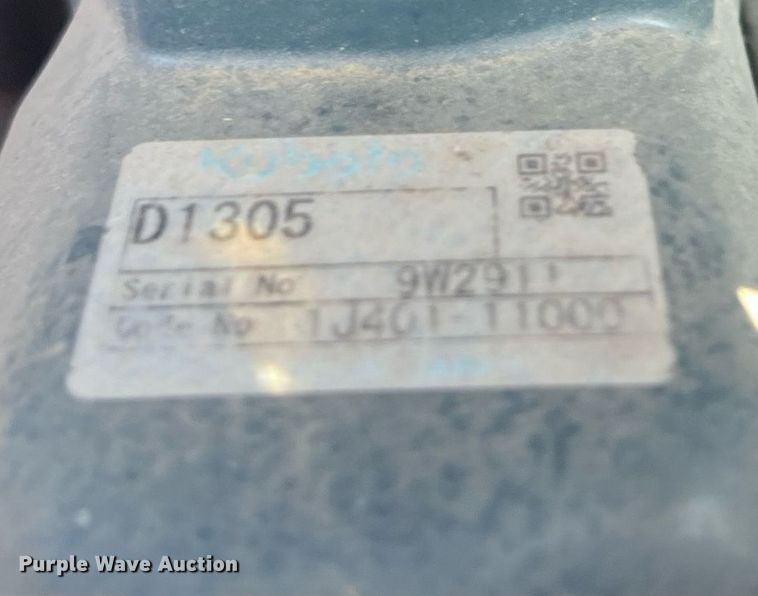 Kubota
D1305
Serial No 9W2911
Code No 1J401-11000
Purple Wave Auction